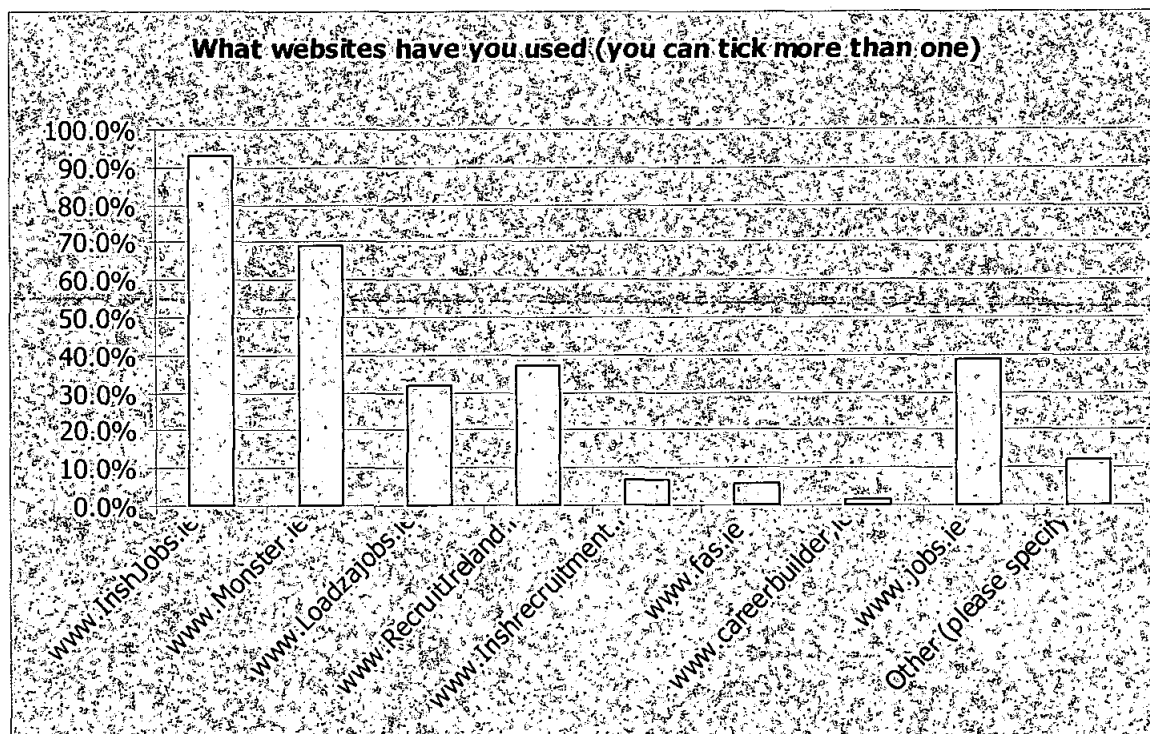 What websites have you used (you can tick more than one)
100.0%
90.0%
80.0%
70.0%
60.0%
50.0%
40.0%
30.0%
20.0%
10.0%
0.0%
www.IrishJobs.ie
www.Monster.ie
www.Loadzajobs.ie
www.RecruitIreland..
www.Irishrecruitment..
www.fas.ie
www.careerbuilder.ie
www.jobs.ie
Other (please specify